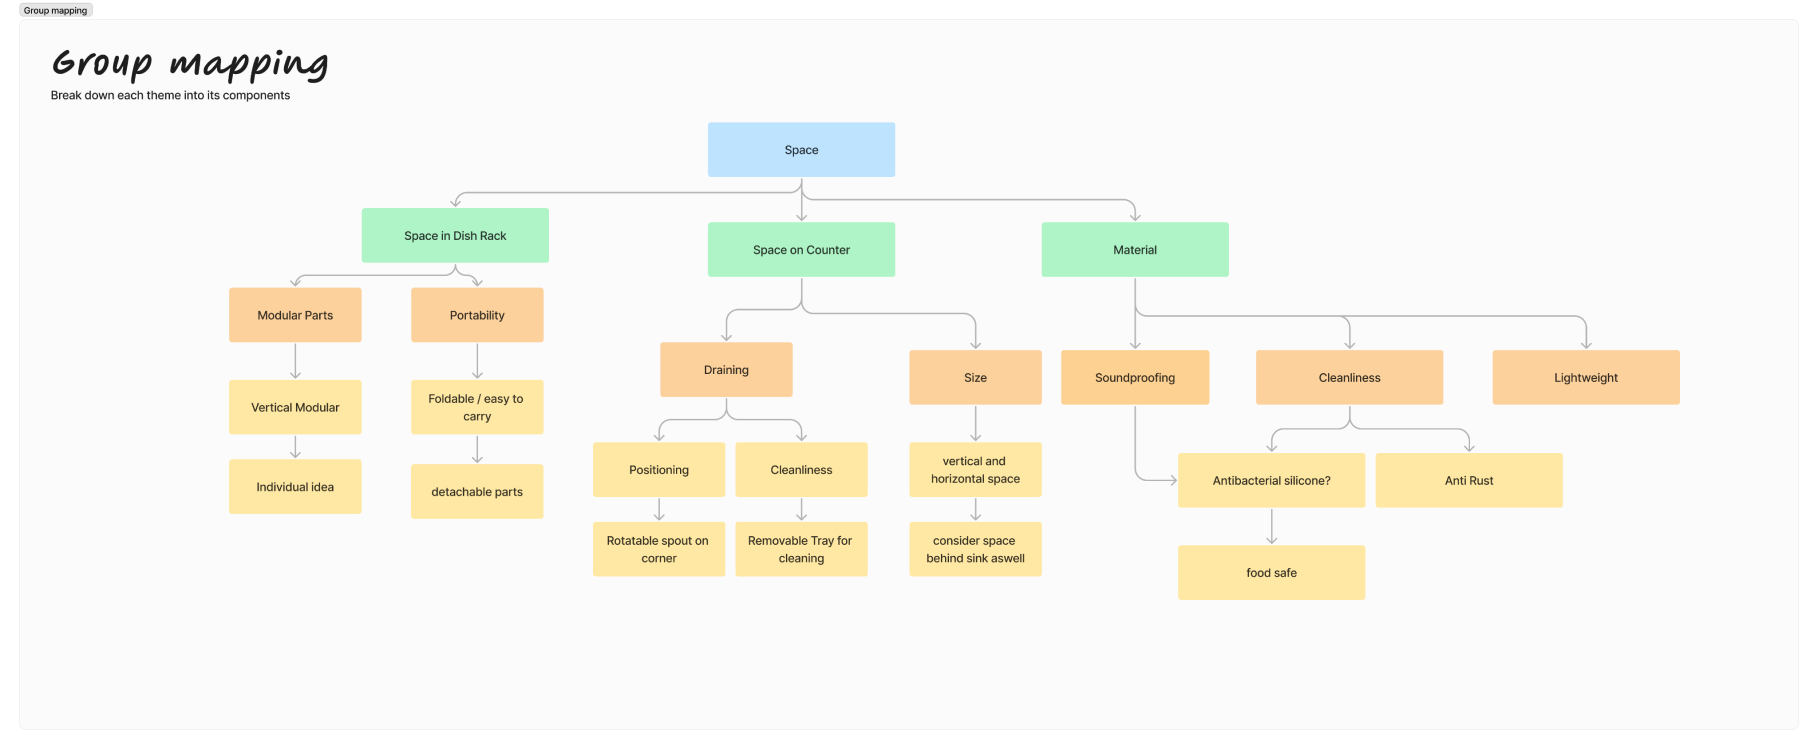 Group mapping
Group mapping
Break down each theme into its components
Space
Space in Dish Rack
Space on Counter
Material
Modular Parts
Portability
Draining
Size
Soundproofing
Cleanliness
Lightweight
Vertical Modular
Foldable / easy to
carry
Positioning
Cleanliness
vertical and
horizontal space
Antibacterial silicone?
Anti Rust
Individual idea
detachable parts
Rotatable spout on
corner
Removable Tray for
cleaning
consider space
behind sink aswell
food safe